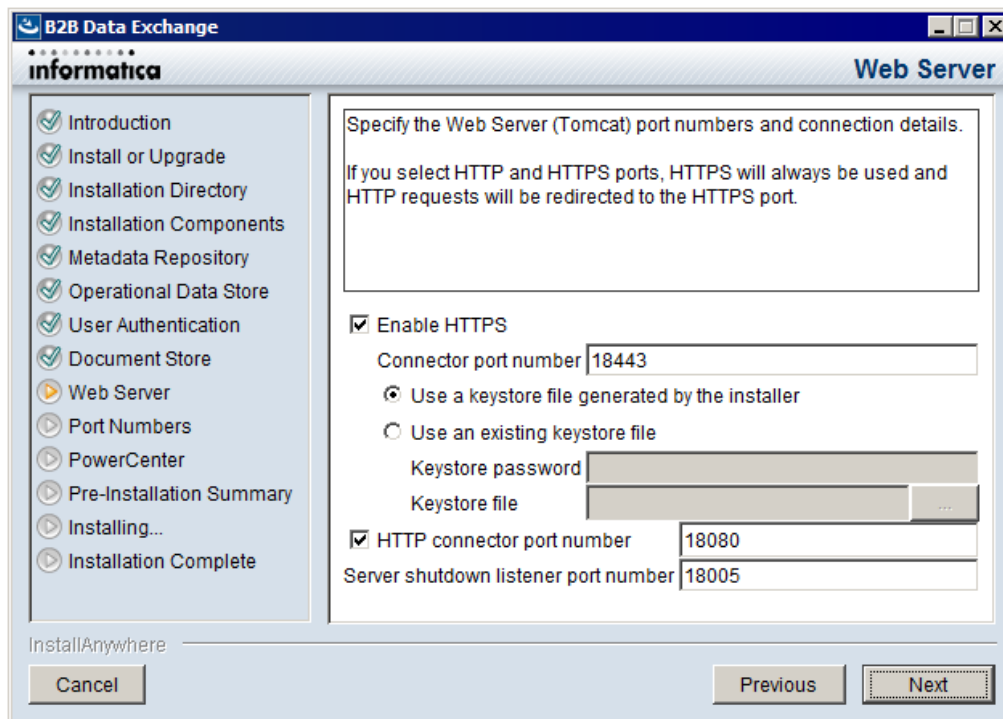 B2B Data Exchange
informatica
Web Server
Introduction
Install or Upgrade
Installation Directory
Installation Components
Metadata Repository
Operational Data Store
User Authentication
Document Store
Web Server
Port Numbers
PowerCenter
Pre-Installation Summary
Installing...
Installation Complete
Specify the Web Server (Tomcat) port numbers and connection details.
If you select HTTP and HTTPS ports, HTTPS will always be used and
HTTP requests will be redirected to the HTTPS port.
Enable HTTPS
Connector port number 18443
Use a keystore file generated by the installer
Use an existing keystore file
Keystore password
Keystore file ...
HTTP connector port number 18080
Server shutdown listener port number 18005
InstallAnywhere
Cancel Previous Next